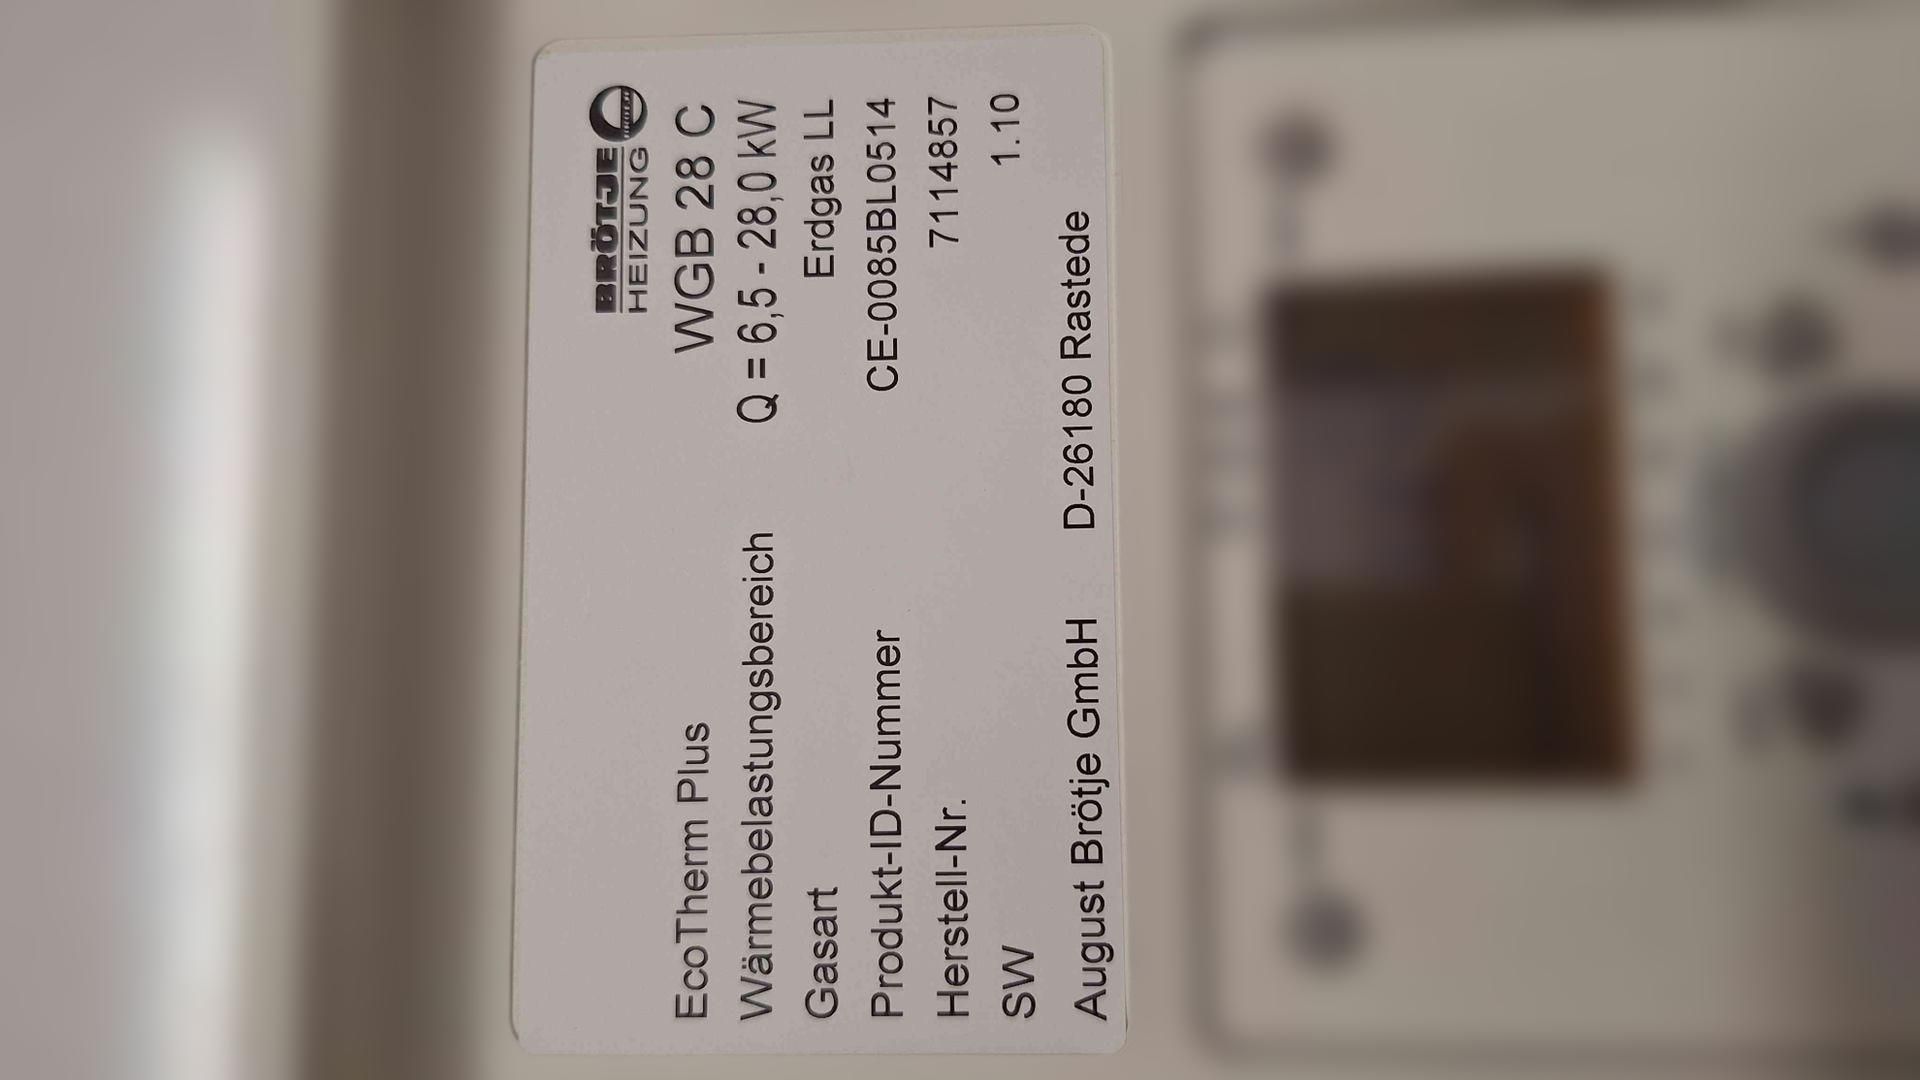 BRÖTJE
HEIZUNG
EcoTherm Plus WGB 28 C
Wärmebelastungsbereich Q = 6,5 - 28,0 kW
Gasart Erdgas LL
Produkt-ID-Nummer CE-0085BL0514
Herstell-Nr. 7114857
SW 1.10
August Brötje GmbH D-26180 Rastede